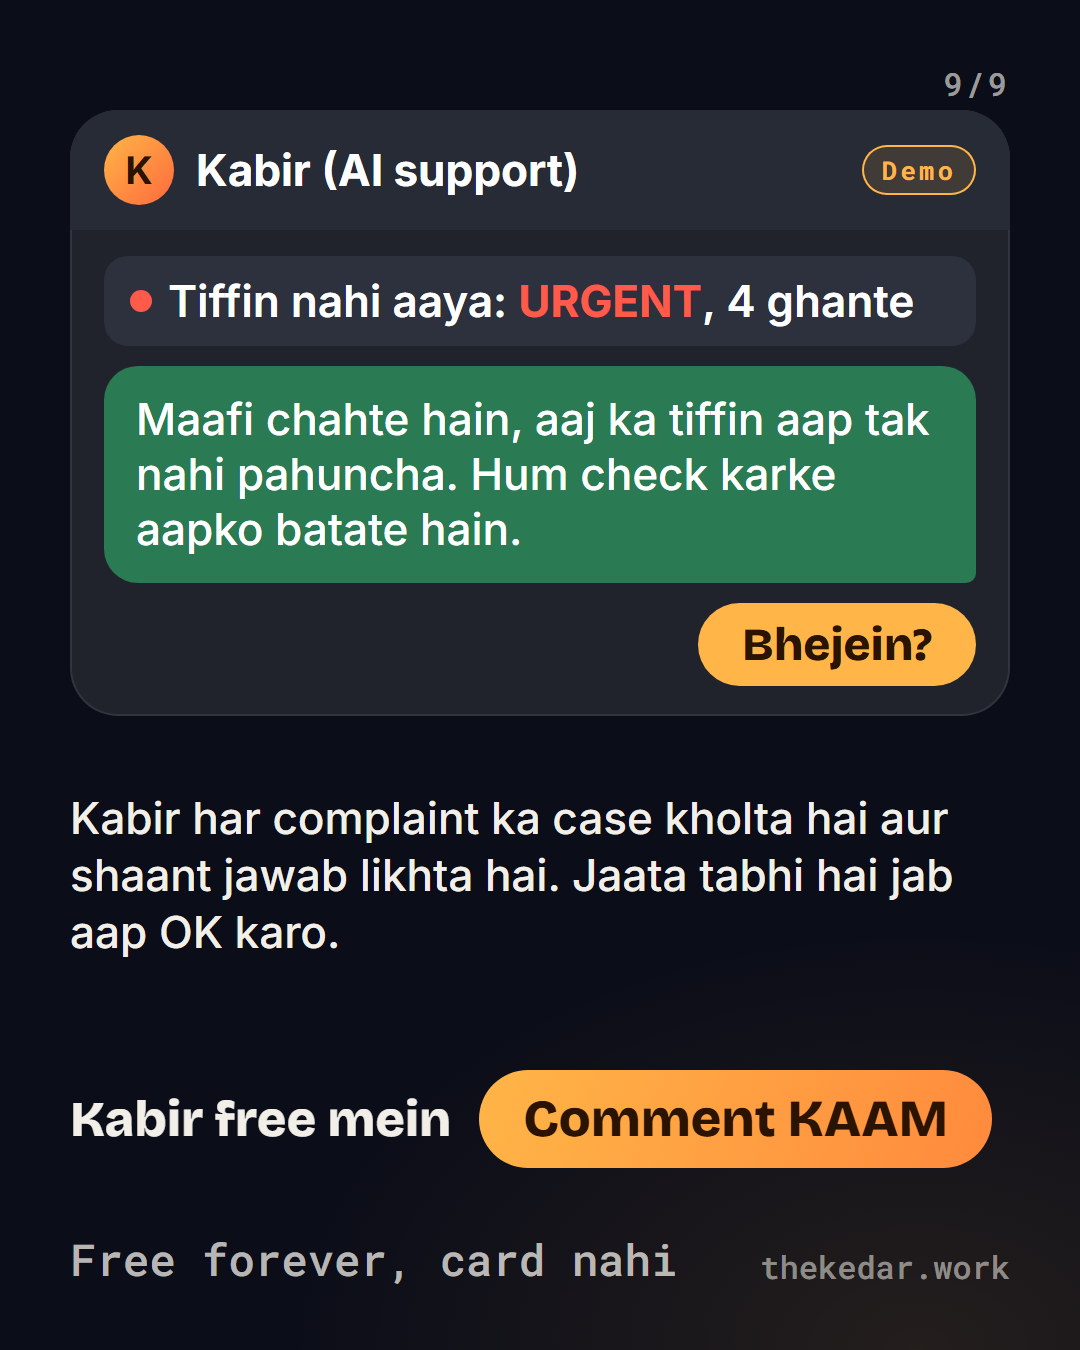 9/9
K
Kabir (AI support)
Demo
Tiffin nahi aaya: URGENT, 4 ghante
Maafi chahte hain, aaj ka tiffin aap tak
nahi pahuncha. Hum check karke
aapko batate hain.
Bhejein?
Kabir har complaint ka case kholta hai aur
shaant jawab likhta hai. Jaata tabhi hai jab
aap OK karo.
Kabir free mein
Comment KAAM
Free forever, card nahi
thekedar.work